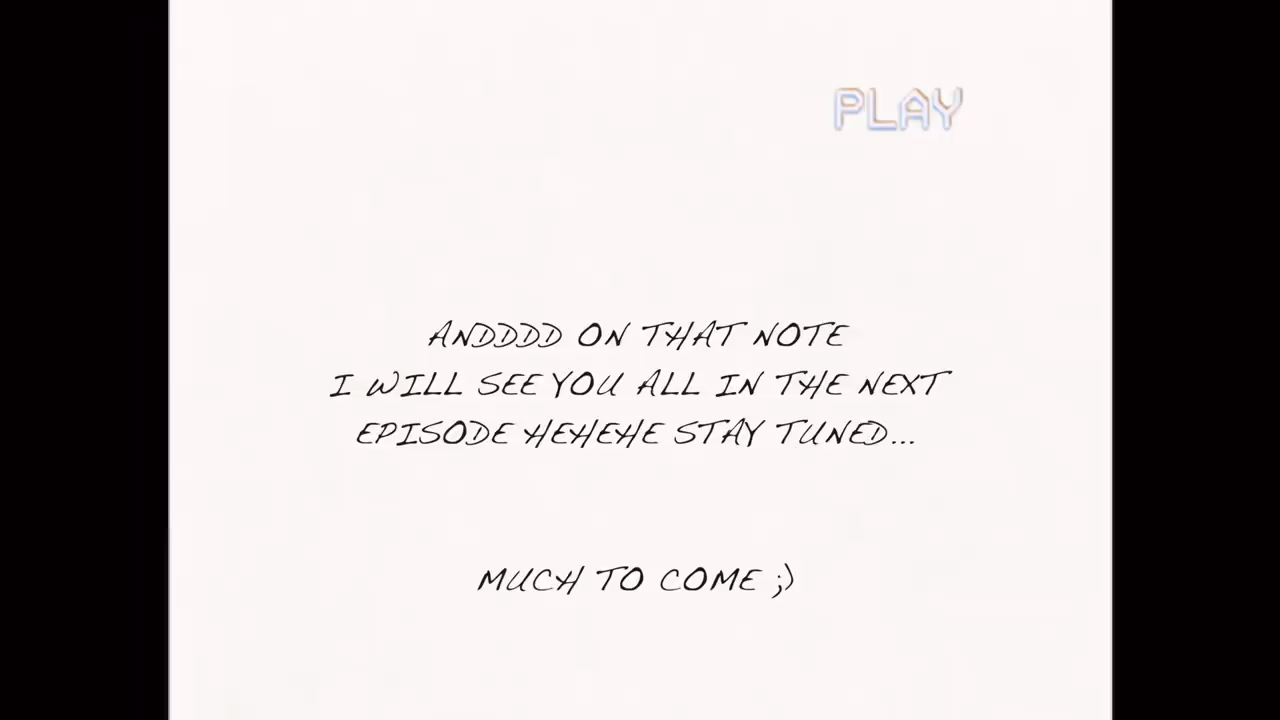 PLAY
ANDDDD ON THAT NOTE
I WILL SEE YOU ALL IN THE NEXT
EPISODE HEHEHE STAY TUNED...
MUCH TO COME ;)